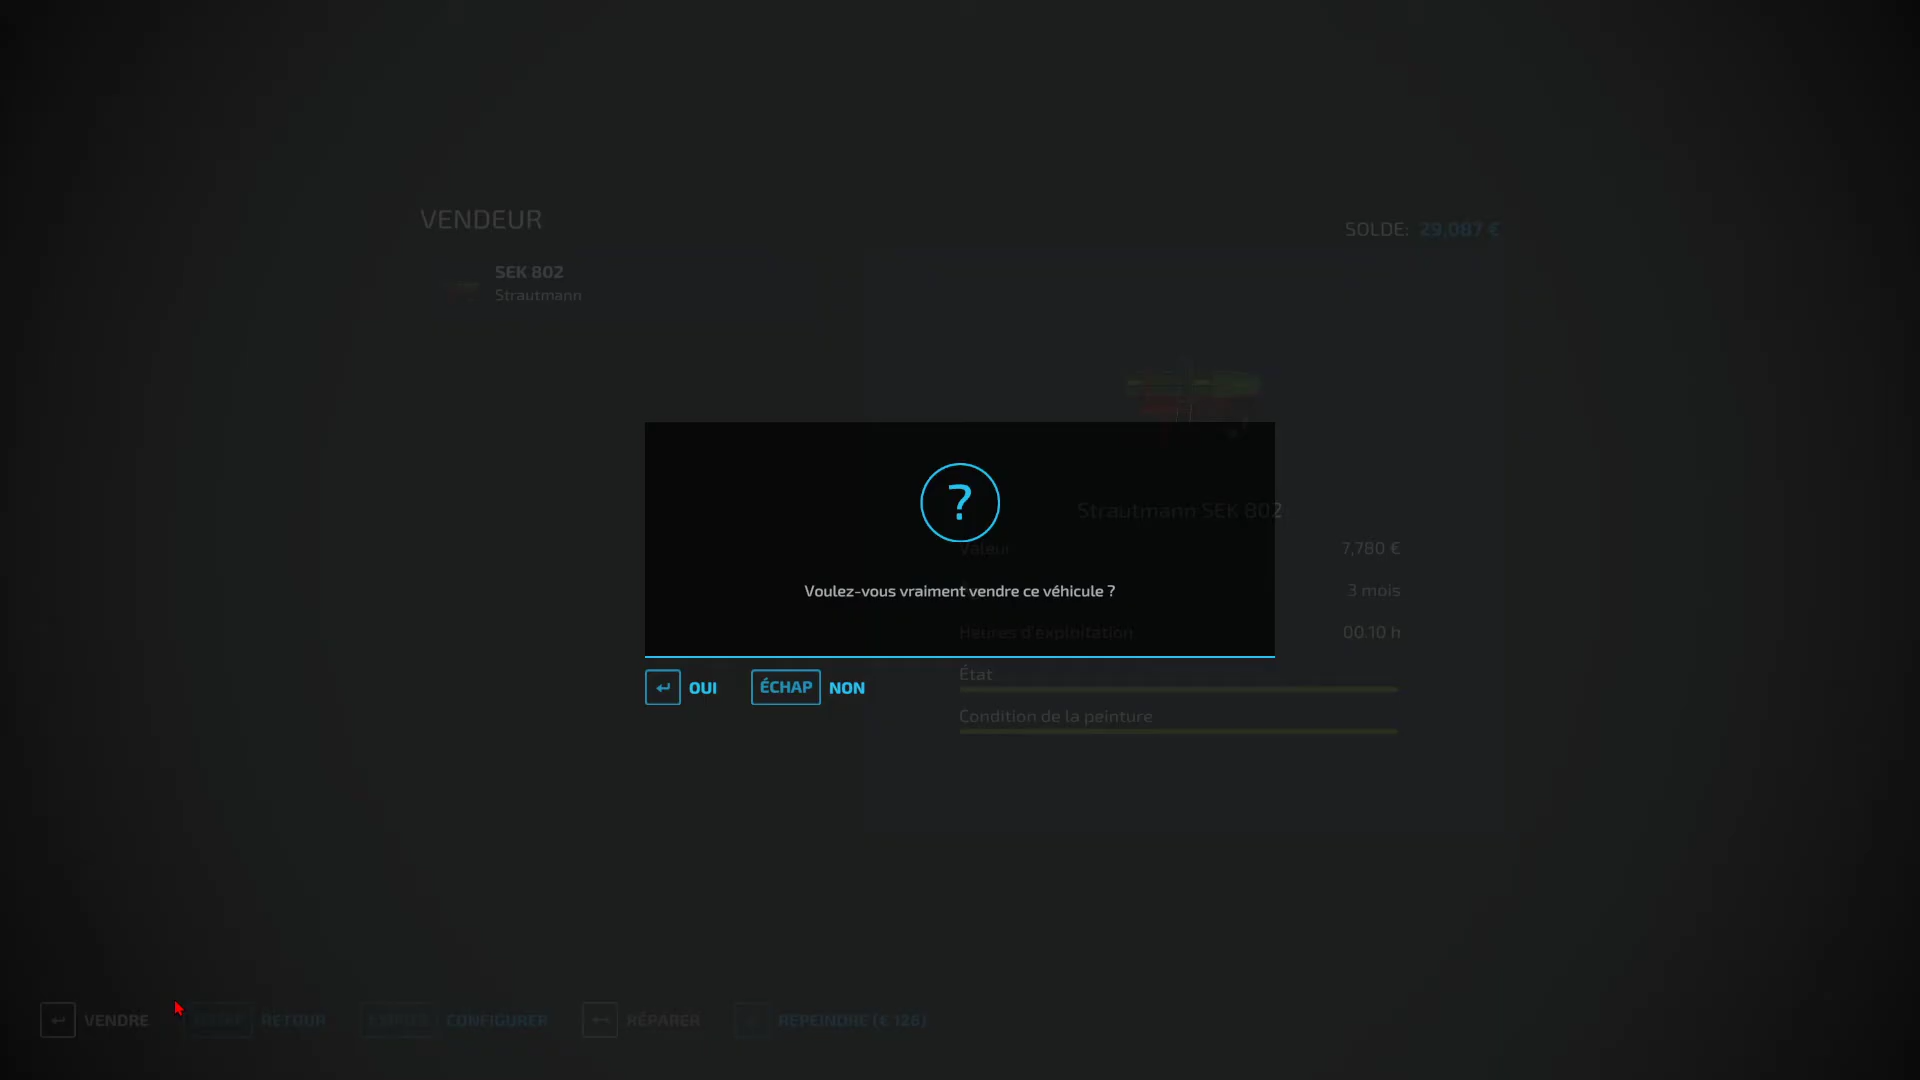 VENDEUR
SOLDE: 29,087 €
SEK 802
Strautmann
?
Strautmann SEK 802
Valeur 7,780 €
Voulez-vous vraiment vendre ce véhicule ?
3 mois
Heures d'exploitation 00:10 h
État
↵ OUI ÉCHAP NON
Condition de la peinture
↵ VENDRE RETOUR CONFIGURER RÉPARER REPEINDRE (€ 126)